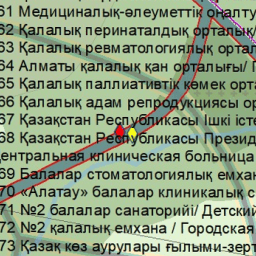 61 Медициналық-әлеуметтік оңалту
62 Қалалық перинаталдық орталық/
63 Қалалық ревматологиялық ортал
64 Алматы қалалық қан орталығы/
65 Қалалық паллиативтік көмек орт
66 Қалалық адам репродукциясы ор
67 Қазақстан Республикасы Ішкі істе
68 Қазақстан Республикасы Президе
Центральная клиническая больница
69 Балалар стоматологиялық емхан
70 «Алатау» балалар клиникалық с
71 №2 балалар санаторийі/ Детский
72 №2 қалалық емхана / Городская
73 Қазақ көз аурулары ғылыми-зерт